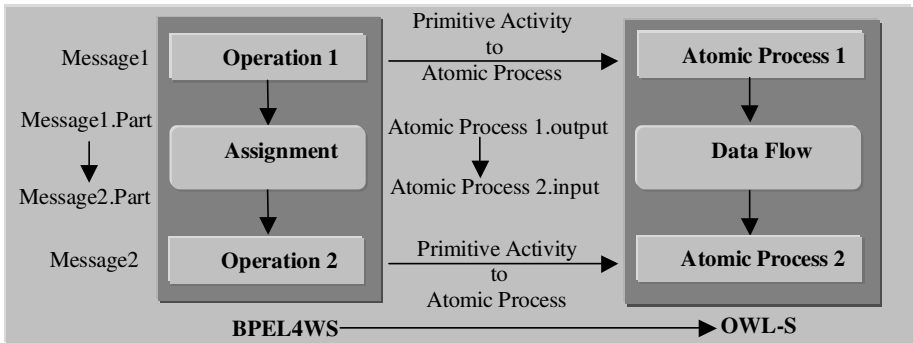 Message1
Operation 1
Primitive Activity
to
Atomic Process
Atomic Process 1
Message1.Part
Assignment
Atomic Process 1.output
Data Flow
Message2.Part
Atomic Process 2.input
Message2
Operation 2
Primitive Activity
to
Atomic Process
Atomic Process 2
BPEL4WS
OWL-S